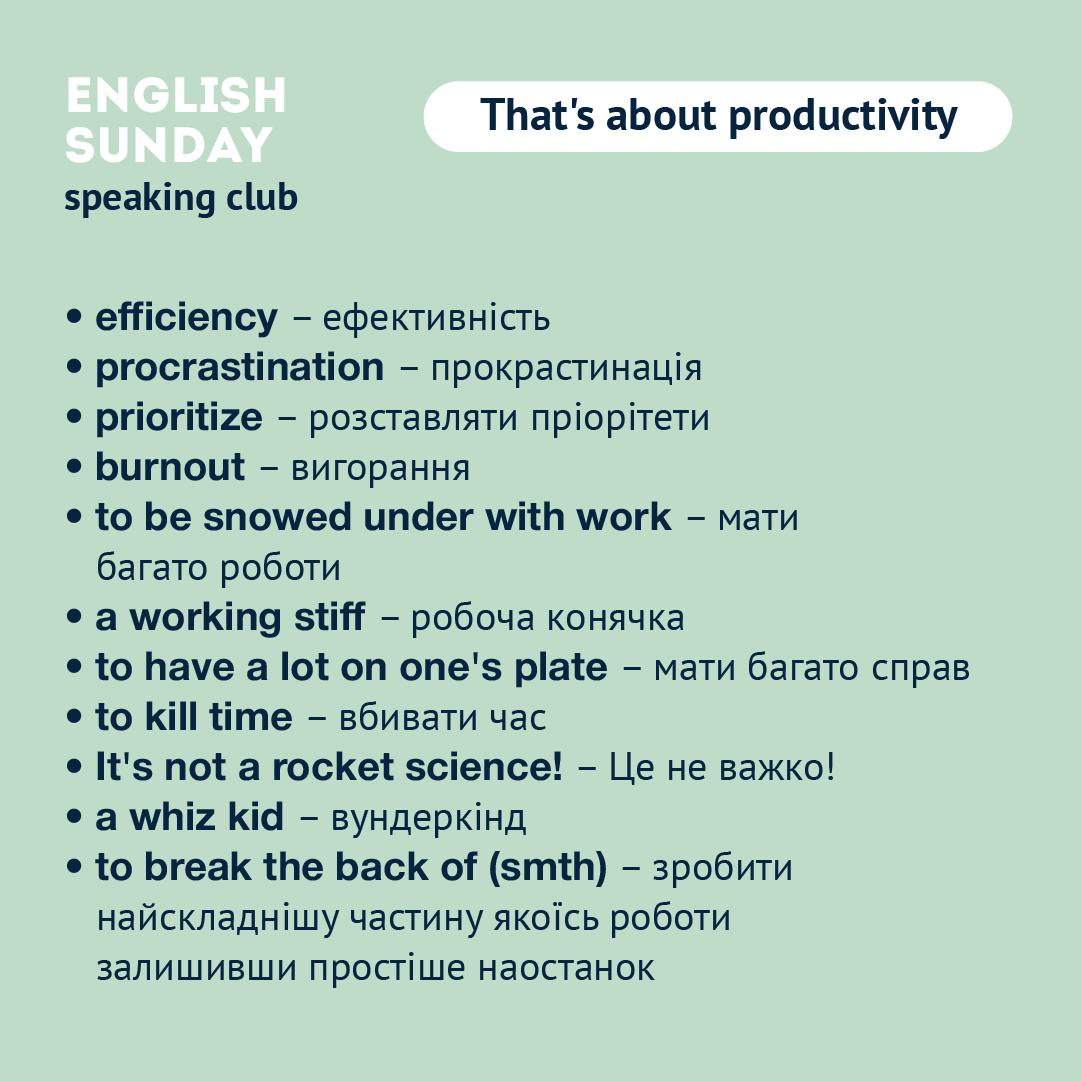 ENGLISH
SUNDAY
speaking club
That's about productivity
• efficiency – ефективність
• procrastination – прокрастинація
• prioritize – розставляти пріорітети
• burnout – вигорання
• to be snowed under with work – мати
багато роботи
• a working stiff – робоча конячка
• to have a lot on one's plate – мати багато справ
• to kill time – вбивати час
• It's not a rocket science! – Це не важко!
• a whiz kid – вундеркінд
• to break the back of (smth) – зробити
найскладнішу частину якоїсь роботи
залишивши простіше наостанок